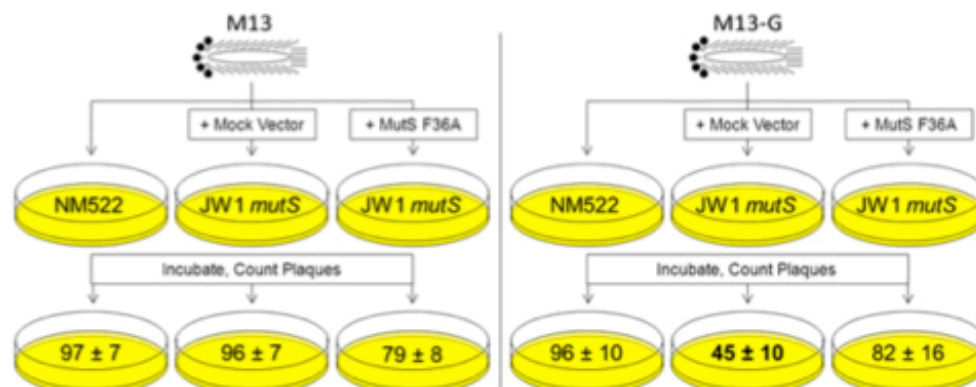 M13
M13-G
+ Mock Vector
+ MutS F36A
+ Mock Vector
+ MutS F36A
NM522
JW1 mutS
JW1 mutS
NM522
JW1 mutS
JW1 mutS
Incubate, Count Plaques
Incubate, Count Plaques
97 ± 7
96 ± 7
79 ± 8
96 ± 10
45 ± 10
82 ± 16